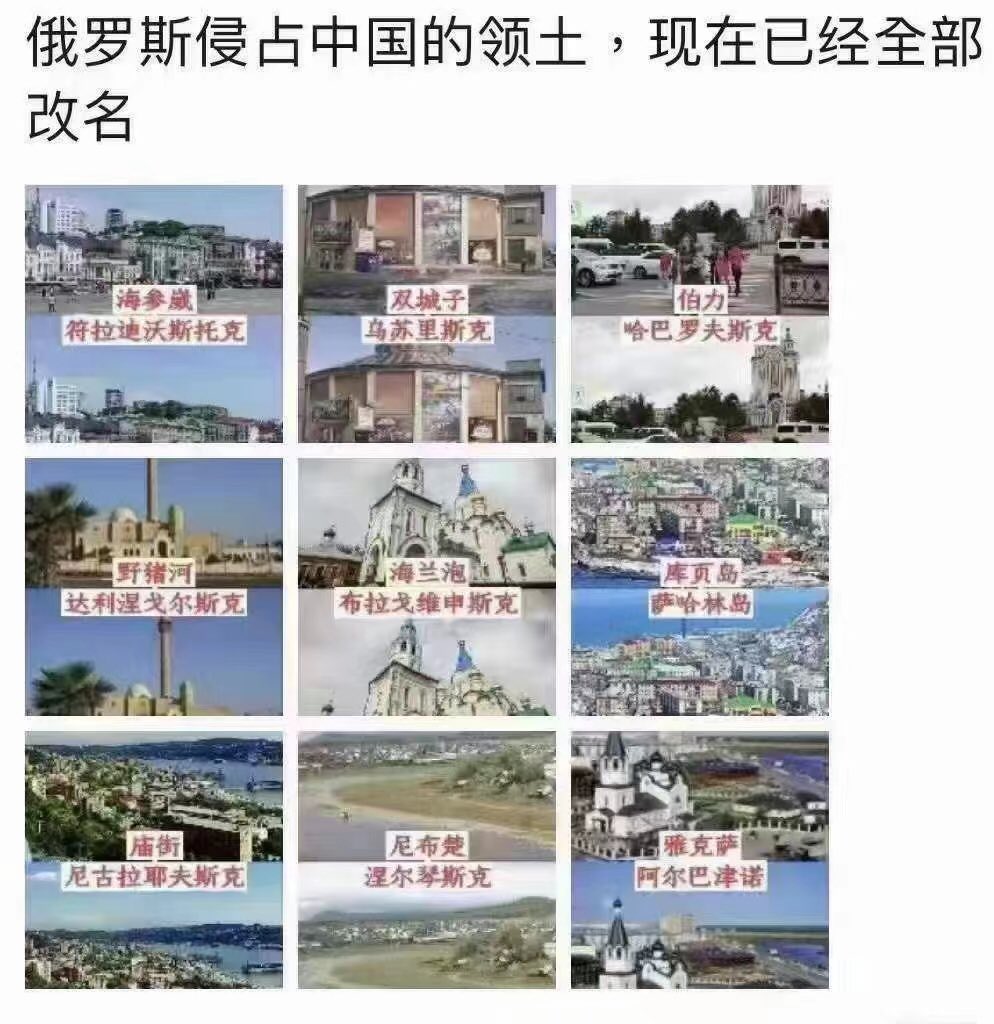 俄罗斯侵占中国的领土，现在已经全部
改名
海参崴
符拉迪沃斯托克
双城子
乌苏里斯克
伯力
哈巴罗夫斯克
野猪河
达利涅戈尔斯克
海兰泡
布拉戈维申斯克
库页岛
萨哈林岛
庙街
尼古拉耶夫斯克
尼布楚
涅尔琴斯克
雅克萨
阿尔巴津诺